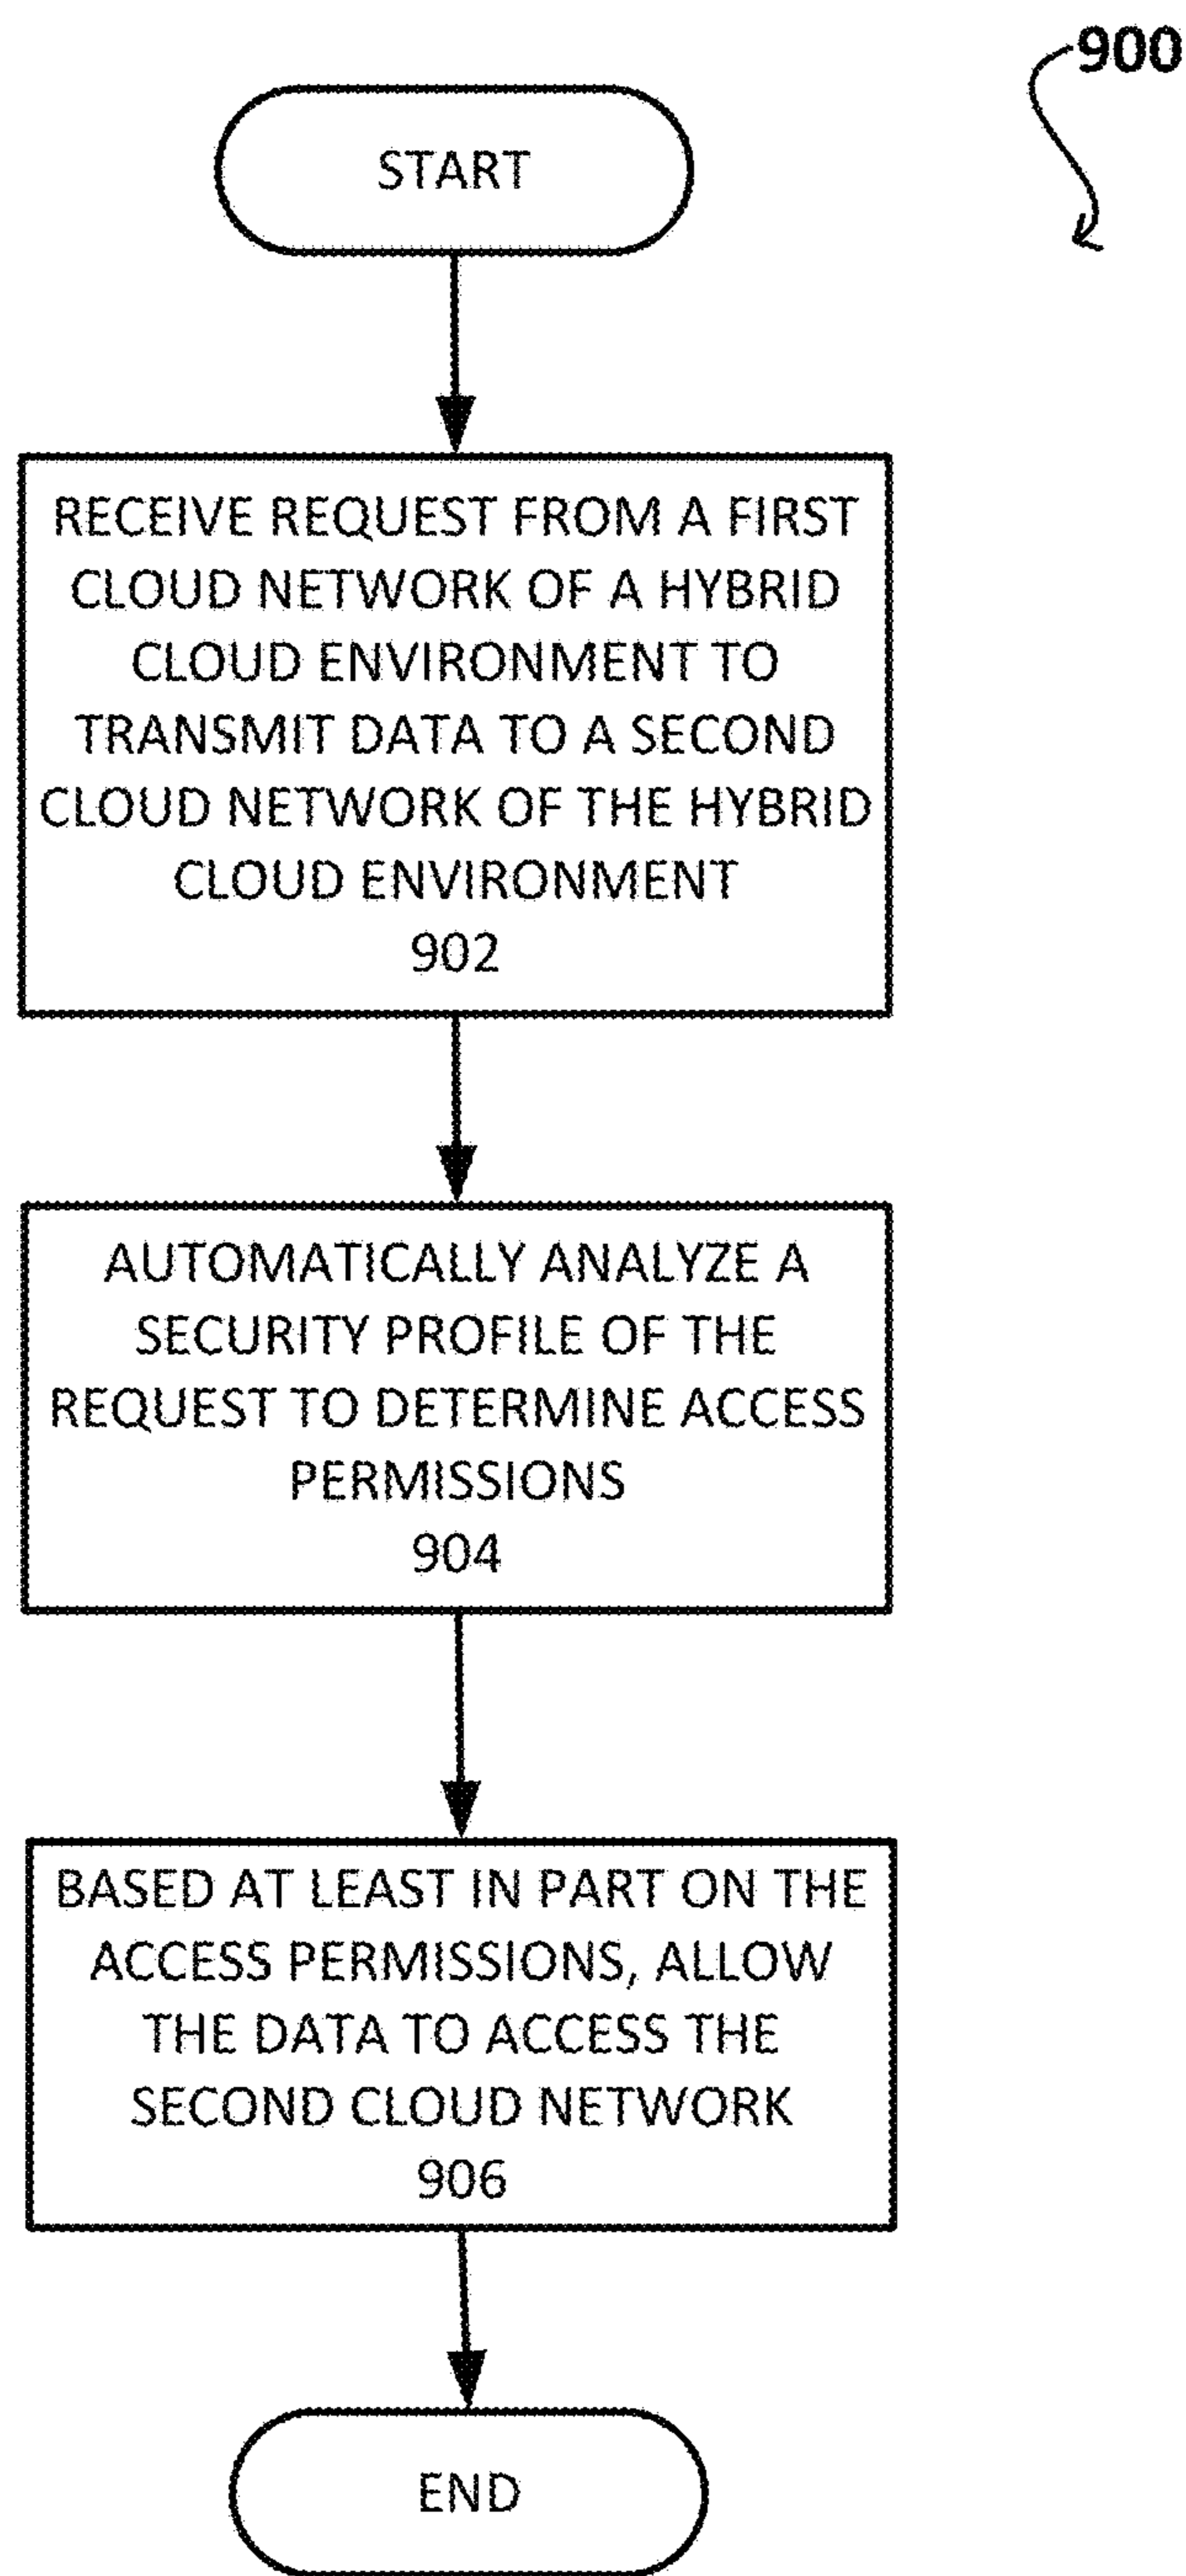 900
START
RECEIVE REQUEST FROM A FIRST
CLOUD NETWORK OF A HYBRID
CLOUD ENVIRONMENT TO
TRANSMIT DATA TO A SECOND
CLOUD NETWORK OF THE HYBRID
CLOUD ENVIRONMENT
902
AUTOMATICALLY ANALYZE A
SECURITY PROFILE OF THE
REQUEST TO DETERMINE ACCESS
PERMISSIONS
904
BASED AT LEAST IN PART ON THE
ACCESS PERMISSIONS, ALLOW
THE DATA TO ACCESS THE
SECOND CLOUD NETWORK
906
END